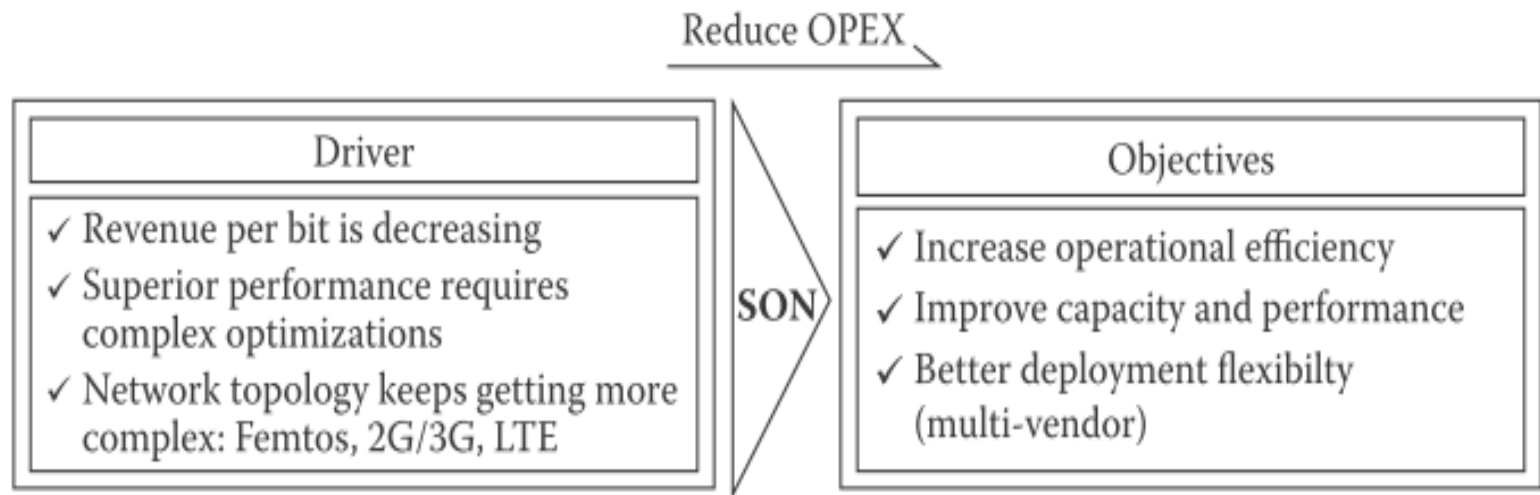 Reduce OPEX
Driver
✓ Revenue per bit is decreasing
✓ Superior performance requires
complex optimizations
✓ Network topology keeps getting more
complex: Femtos, 2G/3G, LTE
SON
Objectives
✓ Increase operational efficiency
✓ Improve capacity and performance
✓ Better deployment flexibilty
(multi-vendor)